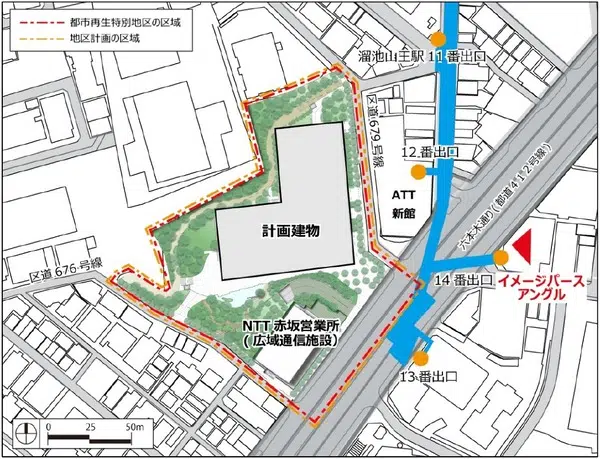 都市再生特別地区の区域
地区計画の区域
溜池山王駅 11 番出口
区道 679 号線
12 番出口
ATT
新館
六本木通り(都道412号線)
計画建物
区道 676 号線
14 番出口
イメージパース
アングル
NTT 赤坂営業所
( 広域通信施設 )
13 番出口
0 25 50m